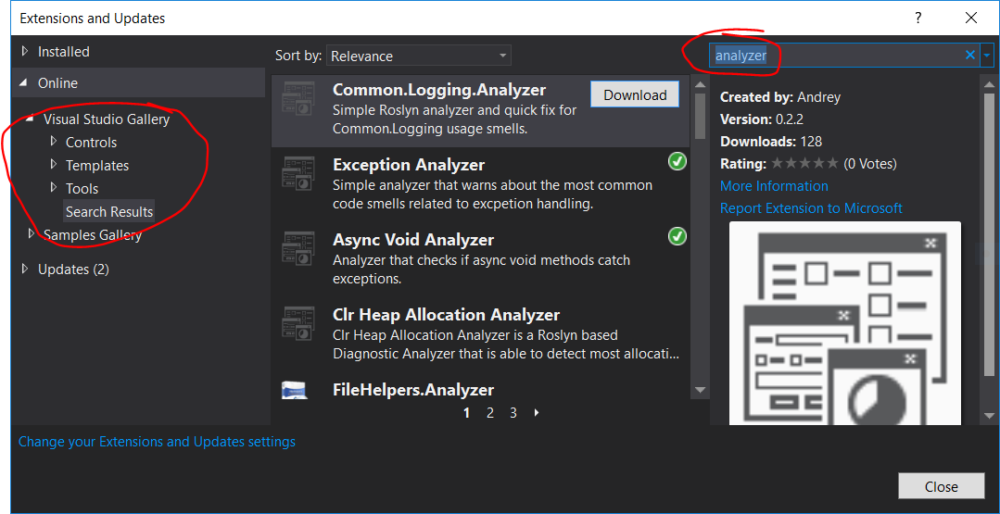 Extensions and Updates
?
Installed
Online
Visual Studio Gallery
Controls
Templates
Tools
Search Results
Samples Gallery
Updates (2)
Sort by: Relevance
Common.Logging.Analyzer
Download
Simple Roslyn analyzer and quick fix for
Common.Logging usage smells.
Exception Analyzer
Simple analyzer that warns about the most common
code smells related to excpetion handling.
Async Void Analyzer
Analyzer that checks if async void methods catch
exceptions.
Clr Heap Allocation Analyzer
Clr Heap Allocation Analyzer is a Roslyn based
Diagnostic Analyzer that is able to detect most allocati...
FileHelpers.Analyzer
1 2 3
analyzer
Created by: Andrey
Version: 0.2.2
Downloads: 128
Rating: ★★★★★ (0 Votes)
More Information
Report Extension to Microsoft
Change your Extensions and Updates settings
Close